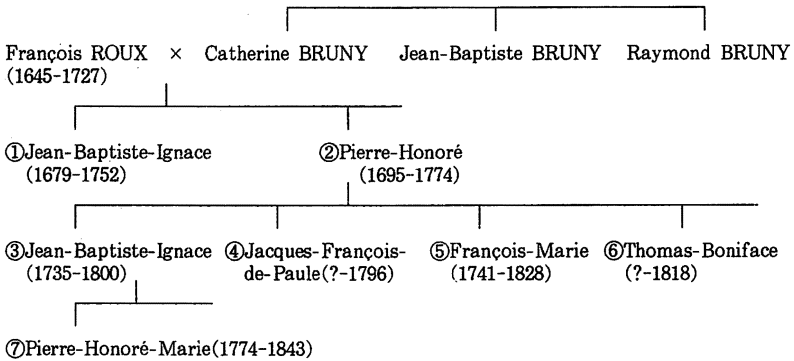 François ROUX × Catherine BRUNY Jean-Baptiste BRUNY Raymond BRUNY
(1645-1727)
①Jean-Baptiste-Ignace ②Pierre-Honoré
(1679-1752) (1695-1774)
③Jean-Baptiste-Ignace ④Jacques-François- ⑤François-Marie ⑥Thomas-Boniface
(1735-1800) de-Paule(?-1796) (1741-1828) (?-1818)
⑦Pierre-Honoré-Marie(1774-1843)